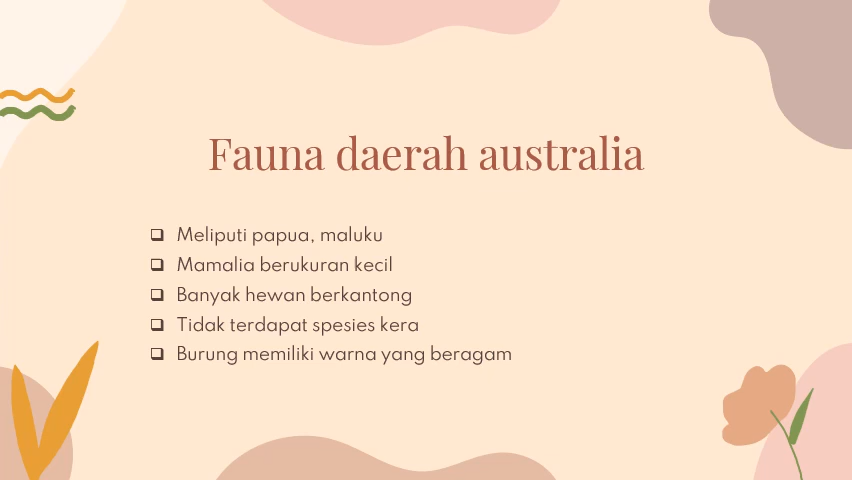 Fauna daerah australia
❑ Meliputi papua, maluku
❑ Mamalia berukuran kecil
❑ Banyak hewan berkantong
❑ Tidak terdapat spesies kera
❑ Burung memiliki warna yang beragam